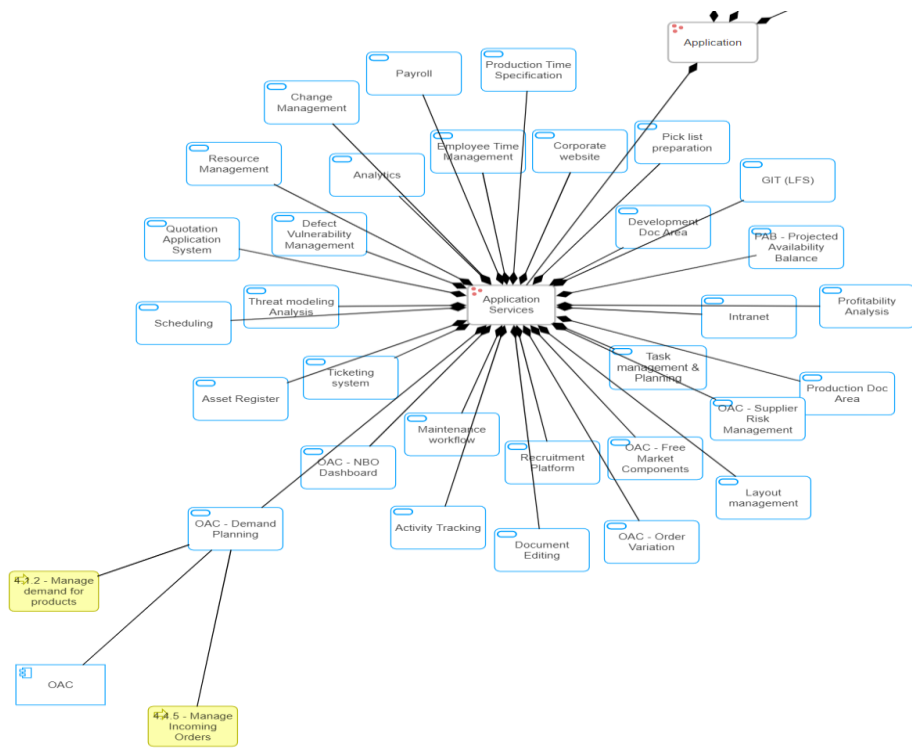 Application
Production Time
Specification
Payroll
Change
Management
Pick list
preparation
Employee Time
Management
Corporate
website
Resource
Management
Analytics
GIT (LFS)
Development
Doc Area
Quotation
Application
System
Defect
Vulnerability
Management
PAB - Projected
Availability
Balance
Threat modeling
Analysis
Application
Services
Profitability
Analysis
Intranet
Scheduling
Task
management &
Planning
Ticketing
system
Production Doc
Area
Asset Register
OAC - Supplier
Risk
Management
Maintenance
workflow
OAC - Free
Market
Components
Recruitment
Platform
OAC - NBO
Dashboard
Layout
management
OAC - Demand
Planning
Activity Tracking
OAC - Order
Variation
Document
Editing
4.1.2 - Manage
demand for
products
OAC
4.4.5 - Manage
Incoming
Orders